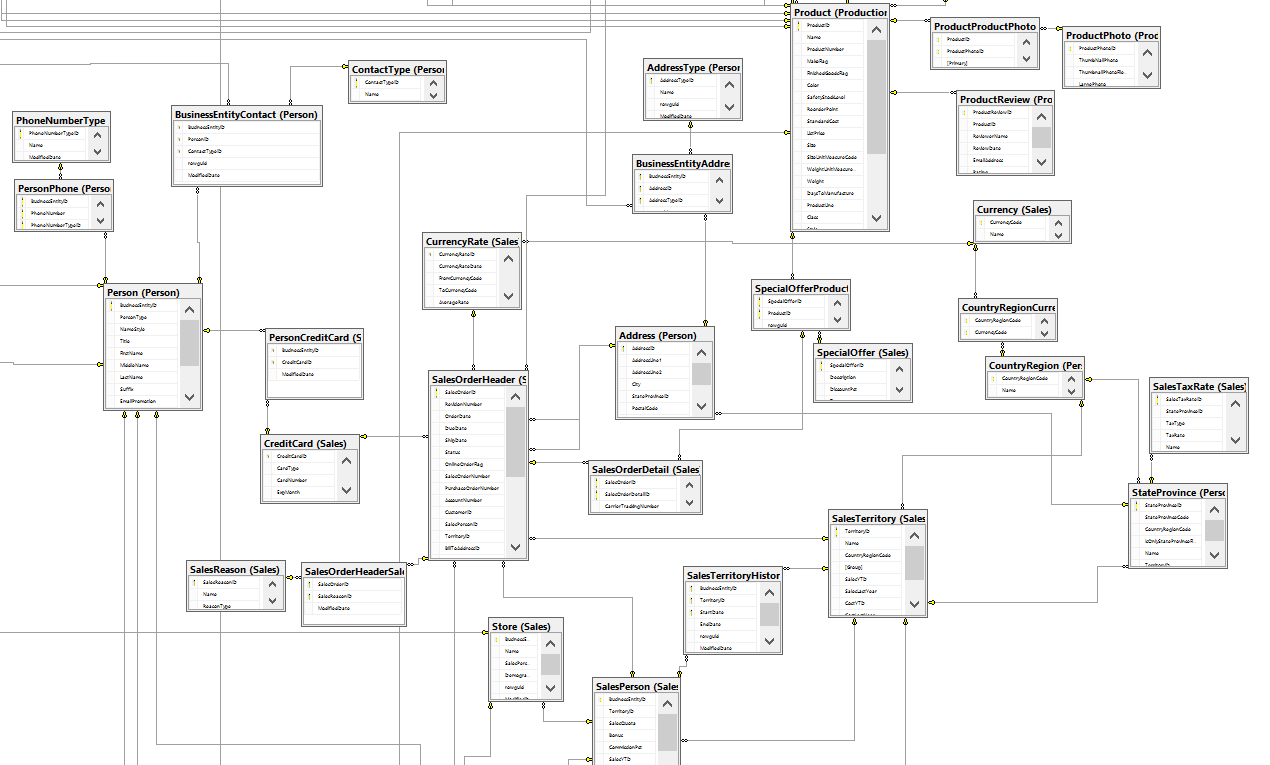 Product (Production
ProductID
Name
ProductNumber
MakeFlag
FinishedGoodsFlag
Color
SafetyStockLevel
ReorderPoint
StandardCost
ListPrice
Size
SizeUnitMeasureCode
WeightUnitMeasure...
Weight
DaysToManufacture
ProductLine
Class
Style
ProductProductPhoto
ProductID
ProductPhotoID
[Primary]
ProductPhoto (Proc
ProductPhotoID
ThumbNailPhoto
ThumbnailPhotoFile...
LargePhoto
ContactType (Person
ContactTypeID
Name
AddressType (Person
AddressTypeID
Name
rowguid
ModifiedDate
ProductReview (Pro
ProductReviewID
ProductID
ReviewerName
ReviewDate
EmailAddress
Rating
BusinessEntityContact (Person)
BusinessEntityID
PersonID
ContactTypeID
rowguid
ModifiedDate
PhoneNumberType
PhoneNumberTypeID
Name
ModifiedDate
BusinessEntityAddre
BusinessEntityID
AddressID
AddressTypeID
PersonPhone (Perso
BusinessEntityID
PhoneNumber
PhoneNumberTypeID
Currency (Sales)
CurrencyCode
Name
CurrencyRate (Sales
CurrencyRateID
CurrencyRateDate
FromCurrencyCode
ToCurrencyCode
AverageRate
Person (Person)
BusinessEntityID
PersonType
NameStyle
Title
FirstName
MiddleName
LastName
Suffix
EmailPromotion
SpecialOfferProduct
SpecialOfferID
ProductID
rowguid
CountryRegionCurre
CountryRegionCode
CurrencyCode
PersonCreditCard (S
BusinessEntityID
CreditCardID
ModifiedDate
Address (Person)
AddressID
AddressLine1
AddressLine2
City
StateProvinceID
PostalCode
SpecialOffer (Sales)
SpecialOfferID
Description
DiscountPct
CountryRegion (Per
CountryRegionCode
Name
SalesOrderHeader (S
SalesOrderID
RevisionNumber
OrderDate
DueDate
ShipDate
Status
OnlineOrderFlag
SalesOrderNumber
PurchaseOrderNumber
AccountNumber
CustomerID
SalesPersonID
TerritoryID
BillToAddressID
SalesTaxRate (Sales)
SalesTaxRateID
StateProvinceID
TaxType
TaxRate
Name
CreditCard (Sales)
CreditCardID
CardType
CardNumber
ExpMonth
SalesOrderDetail (Sales
SalesOrderID
SalesOrderDetailID
CarrierTrackingNumber
StateProvince (Perso
StateProvinceID
StateProvinceCode
CountryRegionCode
IsOnlyStateProvinceF...
Name
TerritoryID
SalesTerritory (Sales
TerritoryID
Name
CountryRegionCode
[Group]
SalesYTD
SalesLastYear
CostYTD
SalesReason (Sales)
SalesReasonID
Name
ReasonType
SalesOrderHeaderSal
SalesOrderID
SalesReasonID
ModifiedDate
SalesTerritoryHistor
BusinessEntityID
TerritoryID
StartDate
EndDate
rowguid
ModifiedDate
Store (Sales)
BusinessE...
Name
SalesPers...
Demogra...
rowguid
SalesPerson (Sales
BusinessEntityID
TerritoryID
SalesQuota
Bonus
CommissionPct
SalesYTD